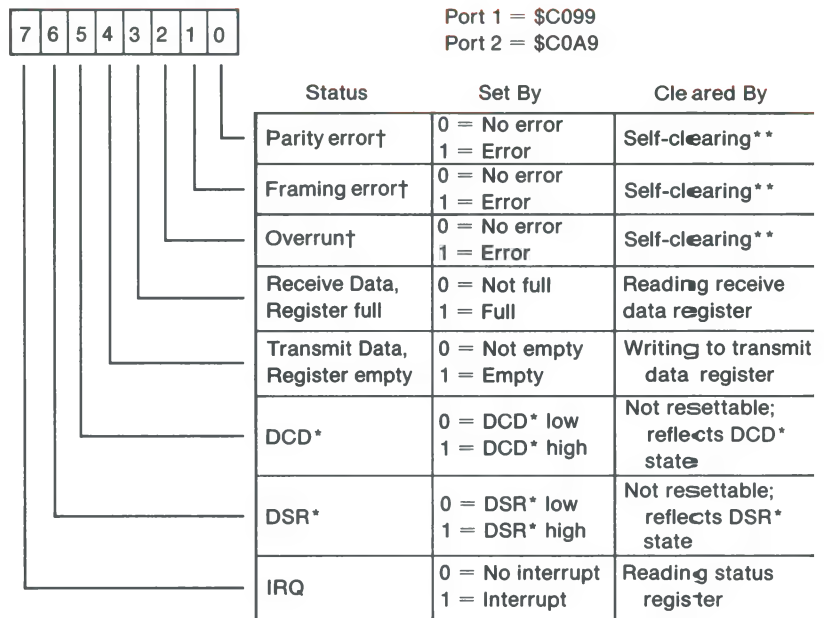 Port 1 = $C099
Port 2 = $C0A9
7 6 5 4 3 2 1 0
Status Set By Cleared By
Parity error† 0 = No error 1 = Error Self-clearing**
Framing error† 0 = No error 1 = Error Self-clearing**
Overrun† 0 = No error 1 = Error Self-clearing**
Receive Data, 0 = Not full Reading receive
Register full 1 = Full data register
Transmit Data, 0 = Not empty Writing to transmit
Register empty 1 = Empty data register
DCD* 0 = DCD* low 1 = DCD* high Not resettable;
reflects DCD*
state
DSR* 0 = DSR* low 1 = DSR* high Not resettable;
reflects DSR*
state
IRQ 0 = No interrupt Reading status
1 = Interrupt register